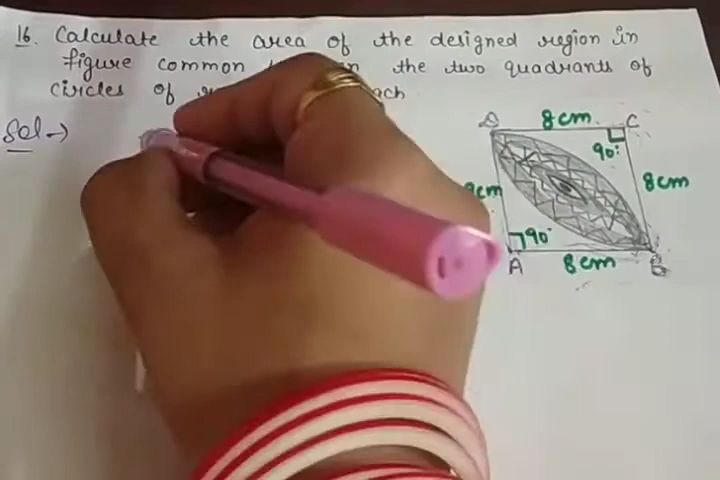 16. Calculate the area of the designed region in
figure common the two quadrants of
circles of each
Sol→
D 8cm C
90°
8cm
8cm
90°
A 8cm B